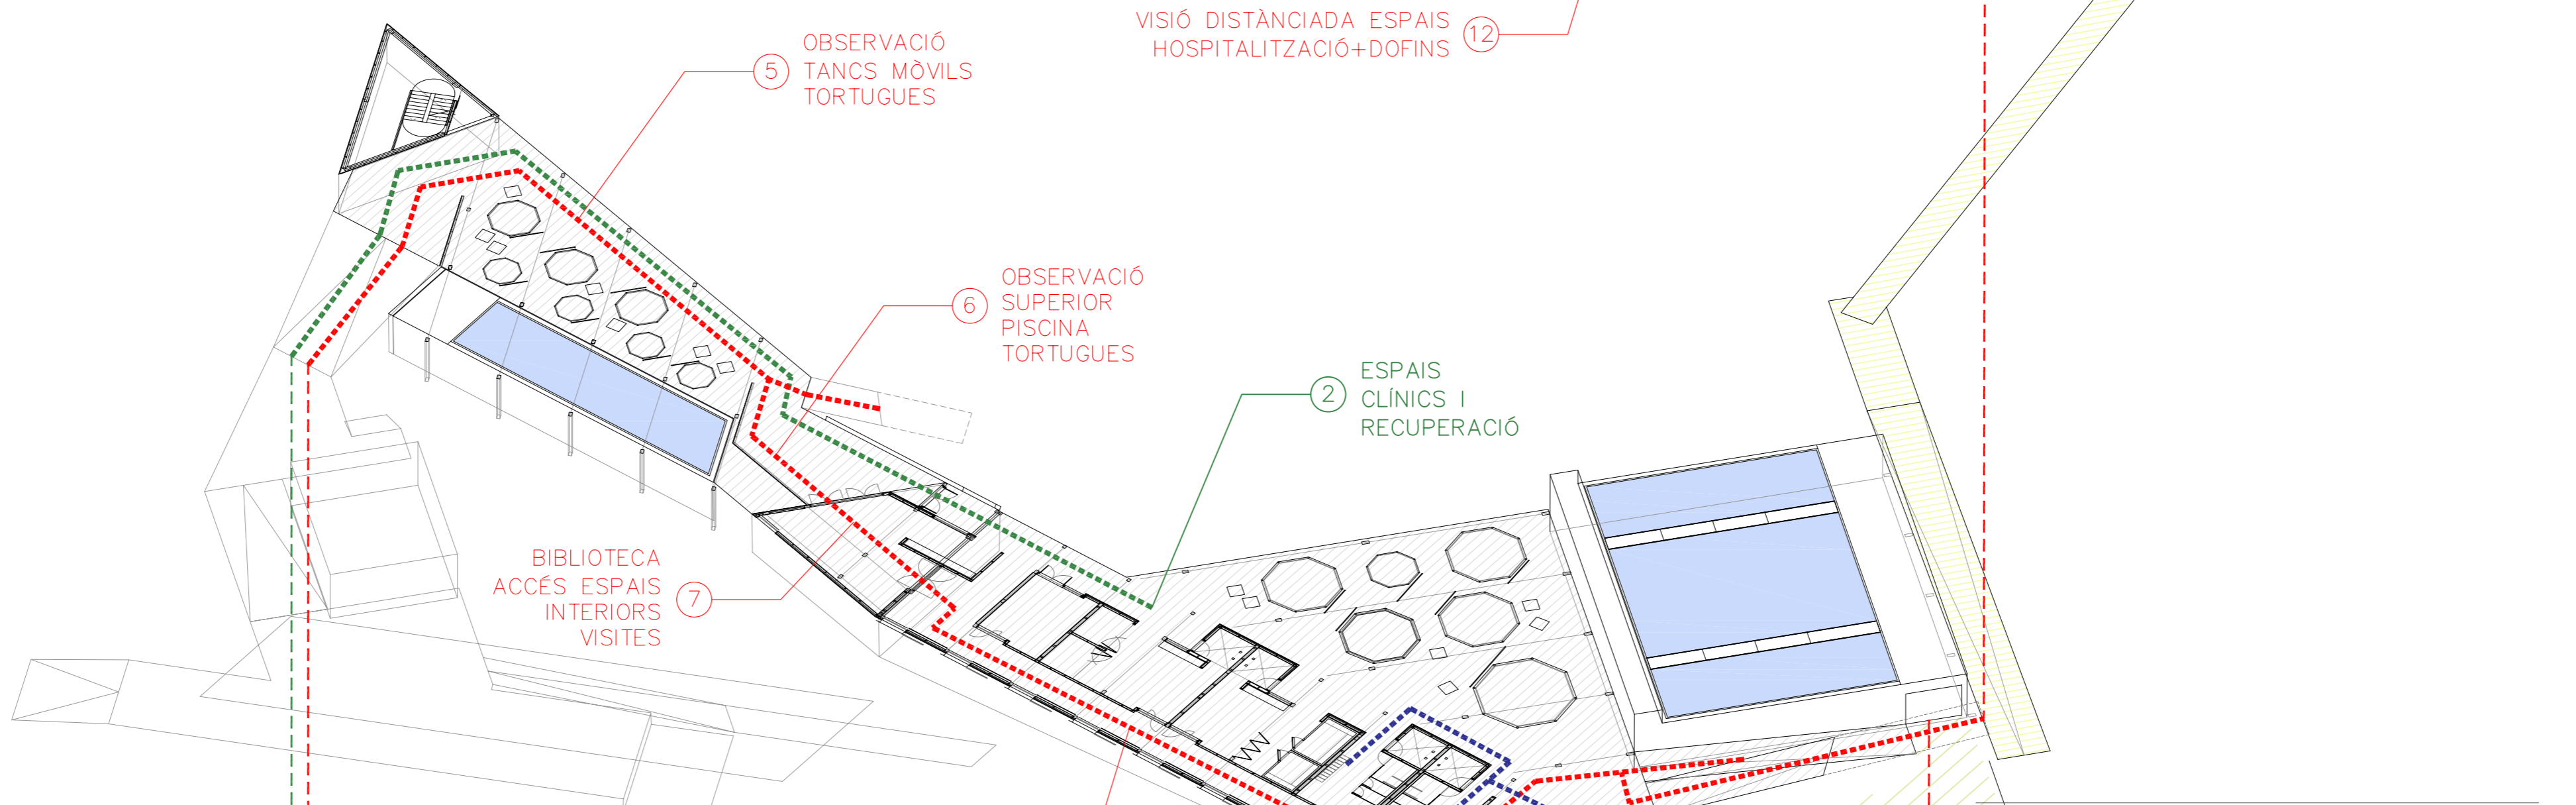 VISIÓ DISTÀNCIADA ESPAIS
HOSPITALITZACIÓ+DOFINS
12
5
OBSERVACIÓ
TANCS MÒVILS
TORTUGUES
6
OBSERVACIÓ
SUPERIOR
PISCINA
TORTUGUES
2
ESPAIS
CLÍNICS I
RECUPERACIÓ
BIBLIOTECA
ACCÉS ESPAIS
INTERIORS
VISITES
7